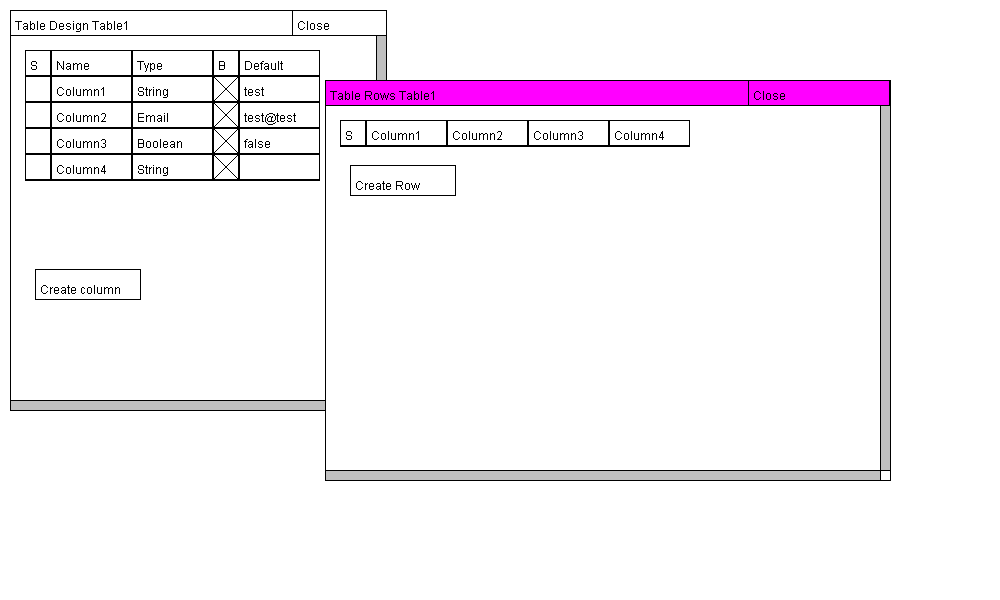 Table Design Table1 Close
S Name Type B Default
Column1 String test
Column2 Email test@test
Column3 Boolean false
Column4 String
Create column
Table Rows Table1 Close
S Column1 Column2 Column3 Column4
Create Row